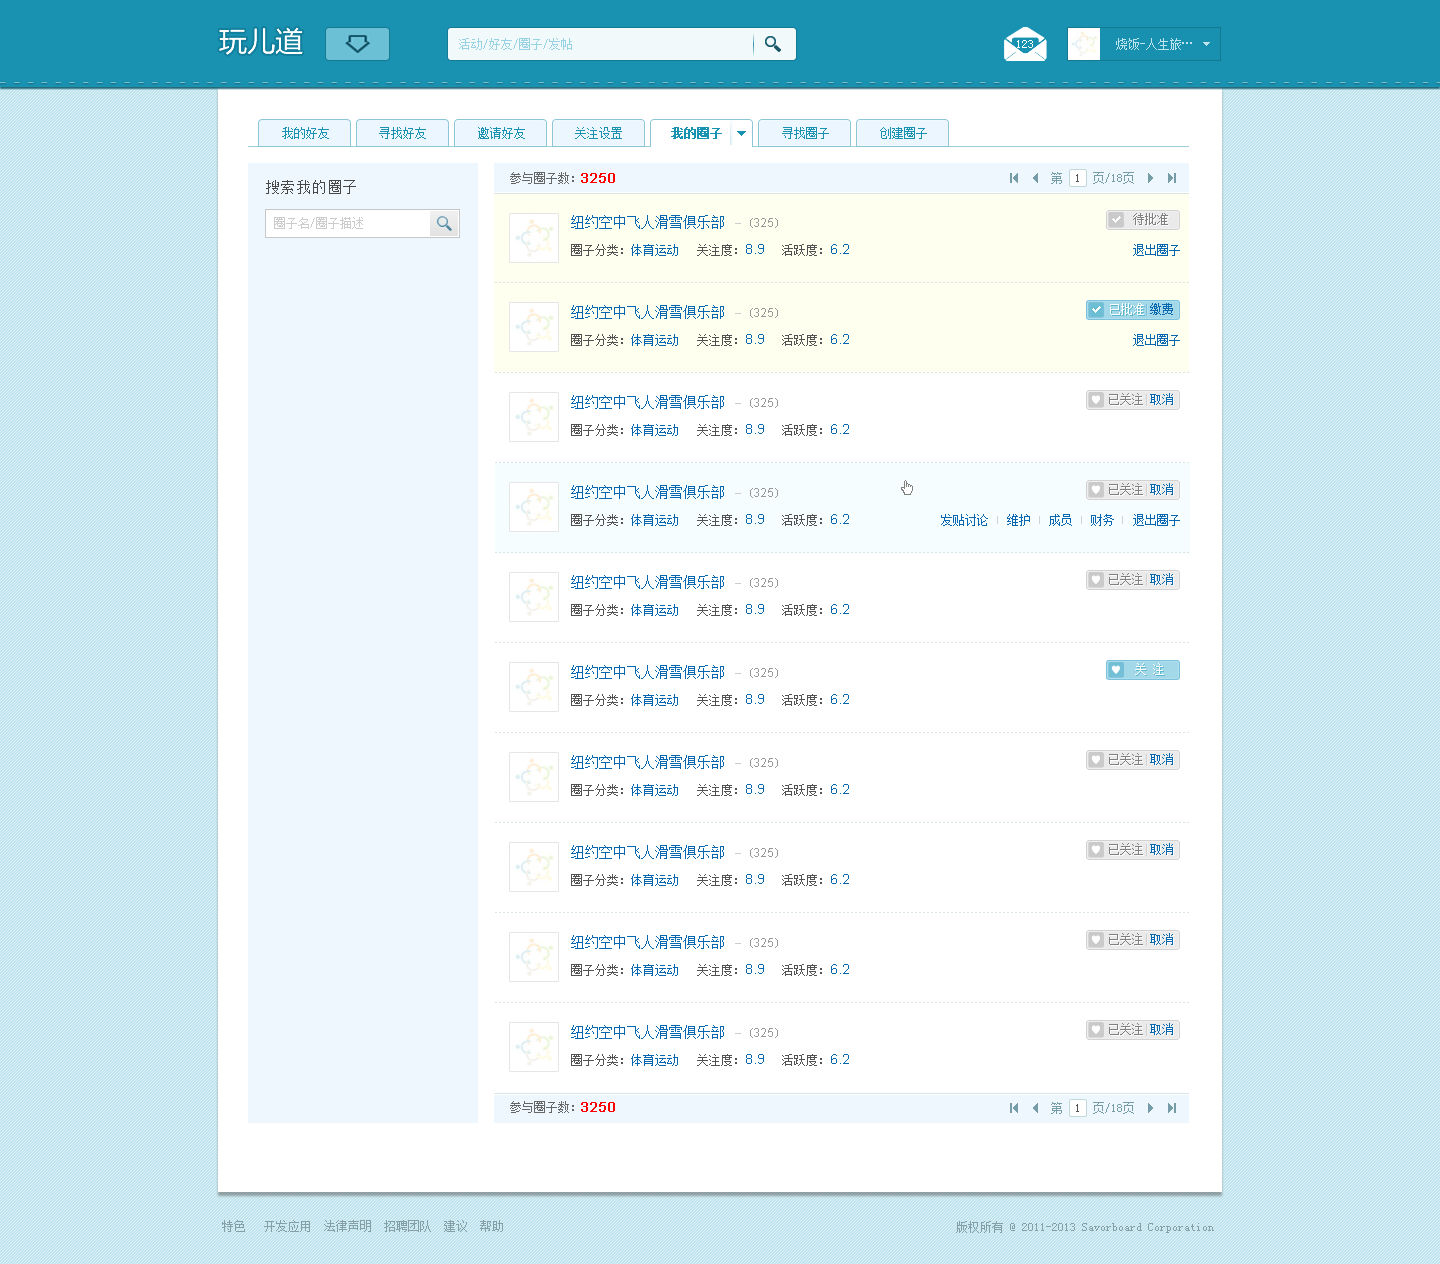 玩儿道
活动/好友/圈子/发帖
123
烧饭-人生旅…
我的好友 寻找好友 邀请好友 关注设置 我的圈子 寻找圈子 创建圈子
搜索我的圈子
圈子名/圈子描述
参与圈子数：3250 第 1 页/18页
纽约空中飞人滑雪俱乐部 – (325) 待批准
圈子分类：体育运动 关注度：8.9 活跃度：6.2 退出圈子
纽约空中飞人滑雪俱乐部 – (325) 已批准 缴费
圈子分类：体育运动 关注度：8.9 活跃度：6.2 退出圈子
纽约空中飞人滑雪俱乐部 – (325) 已关注 取消
圈子分类：体育运动 关注度：8.9 活跃度：6.2
纽约空中飞人滑雪俱乐部 – (325) 已关注 取消
圈子分类：体育运动 关注度：8.9 活跃度：6.2 发贴讨论 维护 成员 财务 退出圈子
纽约空中飞人滑雪俱乐部 – (325) 已关注 取消
圈子分类：体育运动 关注度：8.9 活跃度：6.2
纽约空中飞人滑雪俱乐部 – (325) 关 注
圈子分类：体育运动 关注度：8.9 活跃度：6.2
纽约空中飞人滑雪俱乐部 – (325) 已关注 取消
圈子分类：体育运动 关注度：8.9 活跃度：6.2
纽约空中飞人滑雪俱乐部 – (325) 已关注 取消
圈子分类：体育运动 关注度：8.9 活跃度：6.2
纽约空中飞人滑雪俱乐部 – (325) 已关注 取消
圈子分类：体育运动 关注度：8.9 活跃度：6.2
纽约空中飞人滑雪俱乐部 – (325) 已关注 取消
圈子分类：体育运动 关注度：8.9 活跃度：6.2
参与圈子数：3250 第 1 页/18页
特色 开发应用 法律声明 招聘团队 建议 帮助 版权所有 @ 2011-2013 Savorboard Corporation